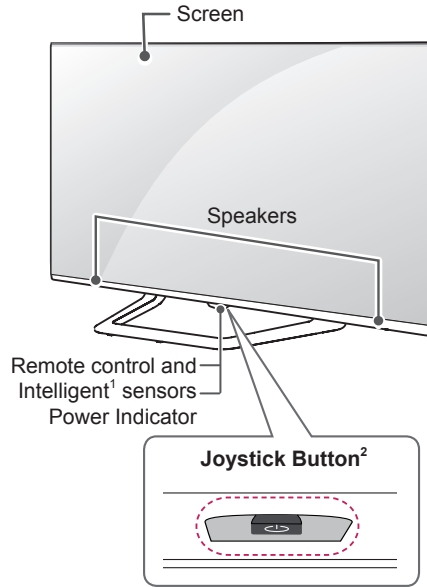 Screen
Speakers
Remote control and
Intelligent¹ sensors
Power Indicator
Joystick Button²